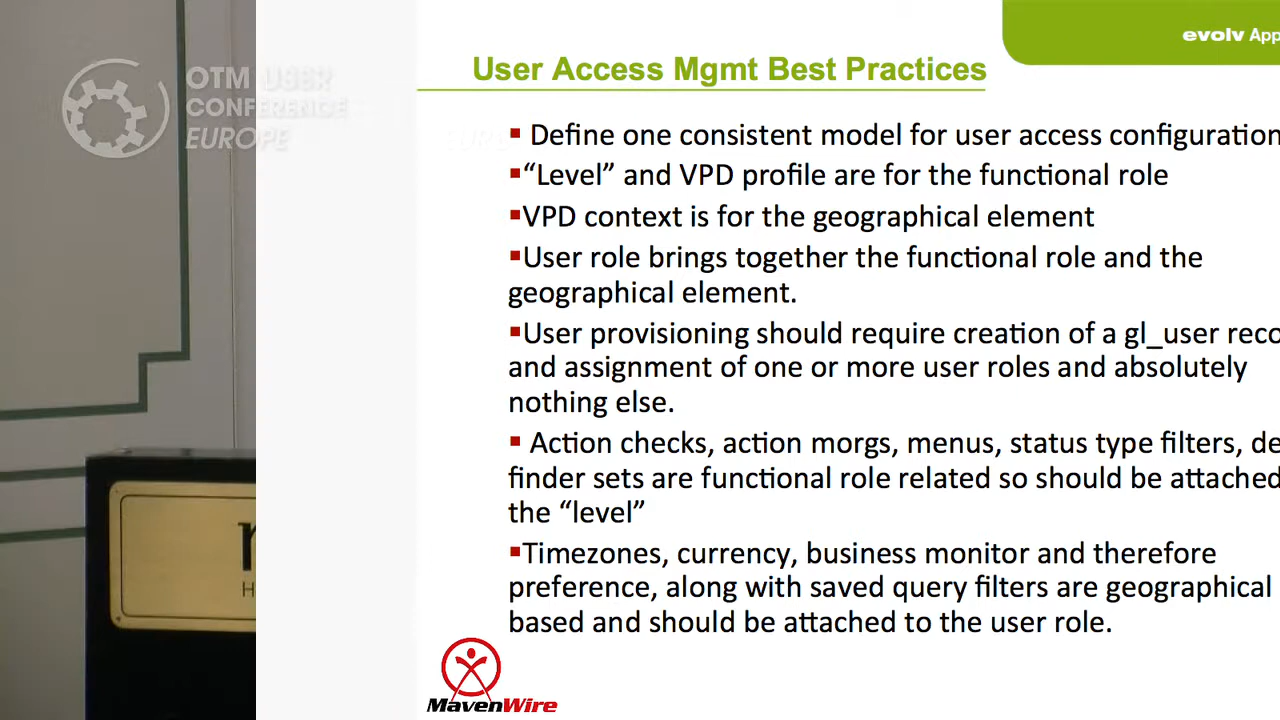 OTM USER
CONFERENCE
EUROPE
evolv App
User Access Mgmt Best Practices
▪ Define one consistent model for user access configuration
▪“Level” and VPD profile are for the functional role
▪VPD context is for the geographical element
▪User role brings together the functional role and the
geographical element.
▪User provisioning should require creation of a gl_user reco
and assignment of one or more user roles and absolutely
nothing else.
▪ Action checks, action morgs, menus, status type filters, de
finder sets are functional role related so should be attached
the “level”
▪Timezones, currency, business monitor and therefore
preference, along with saved query filters are geographical
based and should be attached to the user role.
MavenWire